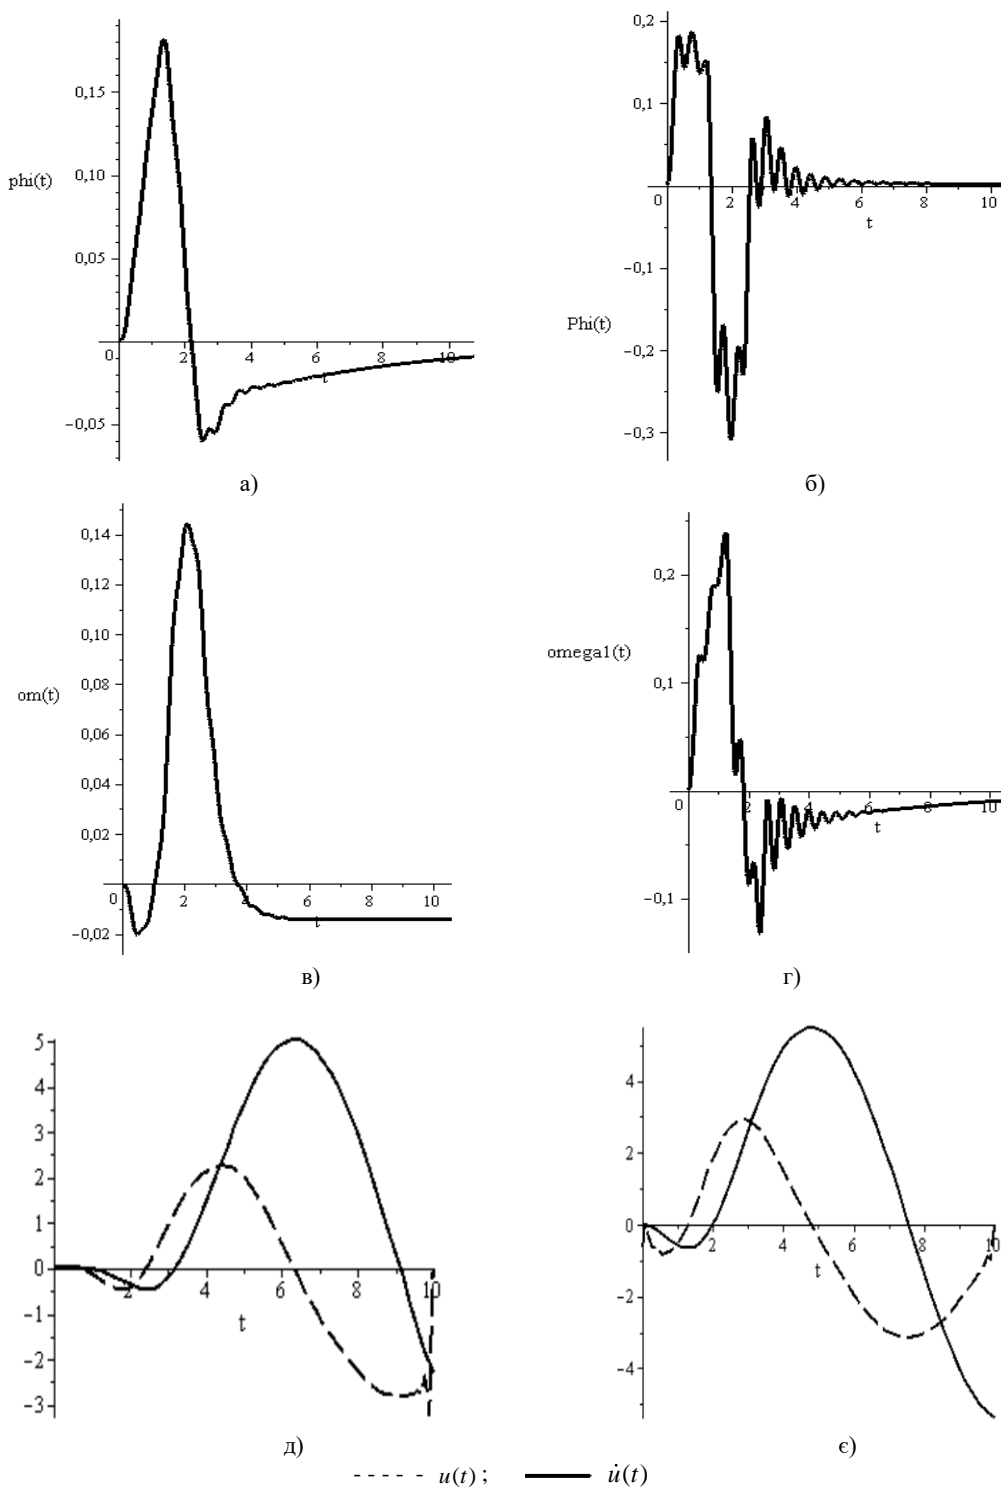 0,15
0,10
phi(t)
0,05
0 2 4 6 8 10
t
−0,05
а)
0,2
0,1
0 2 4 6 8 10
t
−0,1
Phi(t)
−0,2
−0,3
б)
0,14
0,12
0,10
0,08
om(t)
0,06
0,04
0,02
0 2 4 6 8 10
t
−0,02
в)
0,2
omega1(t)
0,1
0 2 4 6 8 10
t
−0,1
г)
5
4
3
2
1
0 2 4 6 8 10
t
-1
-2
-3
д)
4
2
0 2 4 6 8 10
t
-2
-4
є)
------ u(t) ; —— u̇(t)